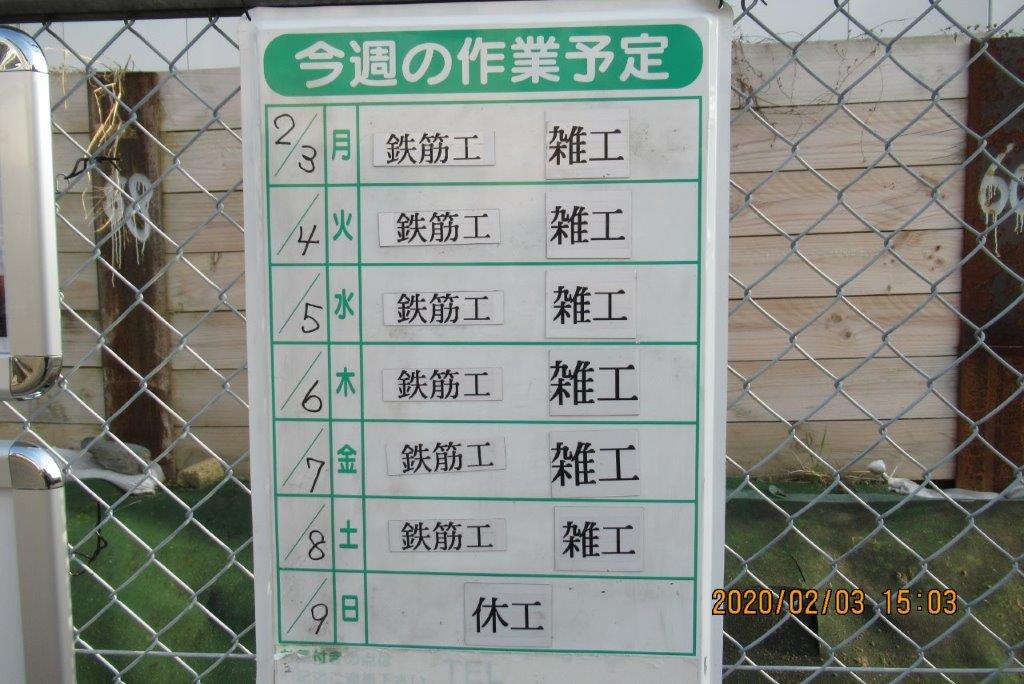 今週の作業予定
2/3 月 鉄筋工 雑工
/4 火 鉄筋工 雑工
/5 水 鉄筋工 雑工
/6 木 鉄筋工 雑工
/7 金 鉄筋工 雑工
/8 土 鉄筋工 雑工
/9 日 休工
TEL
2020/02/03 15:03